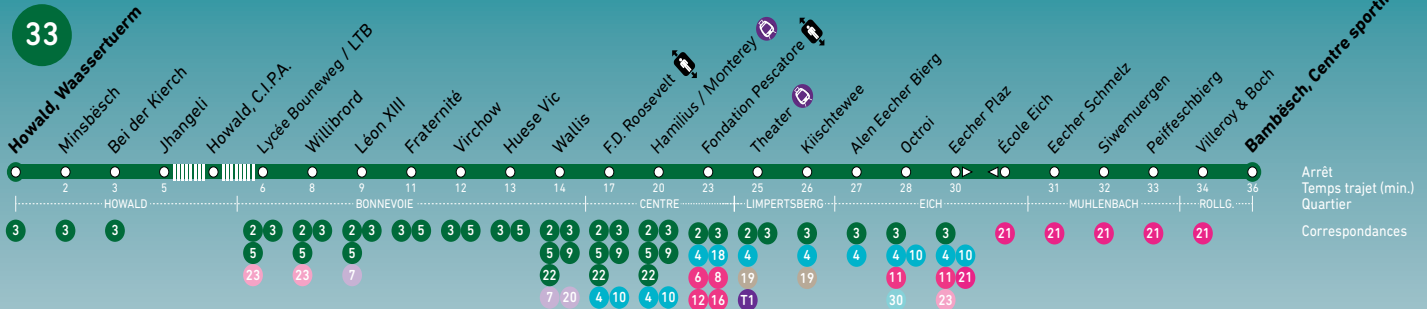 33
Howald, Waassertuerm
Minsbësch
Bei der Kierch
Jhangeli
Howald, C.I.P.A.
Lycée Bouneweg / LTB
Willibrord
Léon XIII
Fraternité
Virchow
Huese Vic
Wallis
F.D. Roosevelt
Hamilius / Monterey
Fondation Pescatore
Theater
Kiischtewee
Alen Eecher Bierg
Octroi
Eecher Plaz
École Eich
Eecher Schmelz
Siwemuergen
Peiffeschbierg
Villeroy & Boch
Bambësch, Centre
Arrêt
2 3 5 6 8 9 11 12 13 14 17 20 23 25 26 27 28 30 31 32 33 34 36 Temps trajet (min.)
HOWALD BONNEVOIE CENTRE LIMPERTSBERG EICH MUHLENBACH ROLLG. Quartier
3 3 3 2 3 2 3 2 3 3 5 3 5 3 5 2 3 2 3 2 3 2 3 2 3 3 3 3 3 21 21 21 21 21 Correspondances
5 5 5 5 9 5 9 5 9 4 18 4 4 4 4 10 4 10
23 23 7 22 22 22 6 8 19 19 11 11 21
7 20 4 10 4 10 12 16 T1 30 23